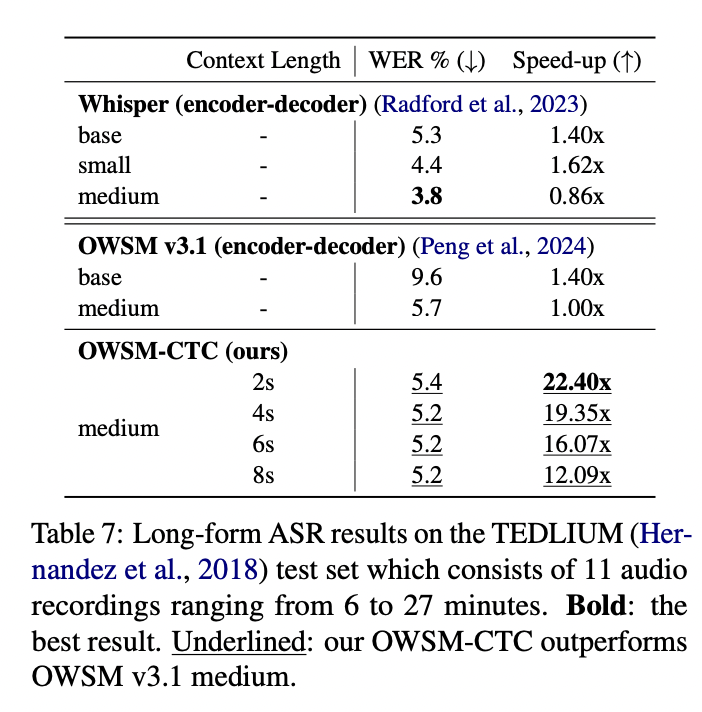 Context Length WER % (↓) Speed-up (↑)
Whisper (encoder-decoder) (Radford et al., 2023)
base - 5.3 1.40x
small - 4.4 1.62x
medium - 3.8 0.86x
OWSM v3.1 (encoder-decoder) (Peng et al., 2024)
base - 9.6 1.40x
medium - 5.7 1.00x
OWSM-CTC (ours)
2s 5.4 22.40x
4s 5.2 19.35x
medium
6s 5.2 16.07x
8s 5.2 12.09x
Table 7: Long-form ASR results on the TEDLIUM (Her-
nandez et al., 2018) test set which consists of 11 audio
recordings ranging from 6 to 27 minutes. Bold: the
best result. Underlined: our OWSM-CTC outperforms
OWSM v3.1 medium.